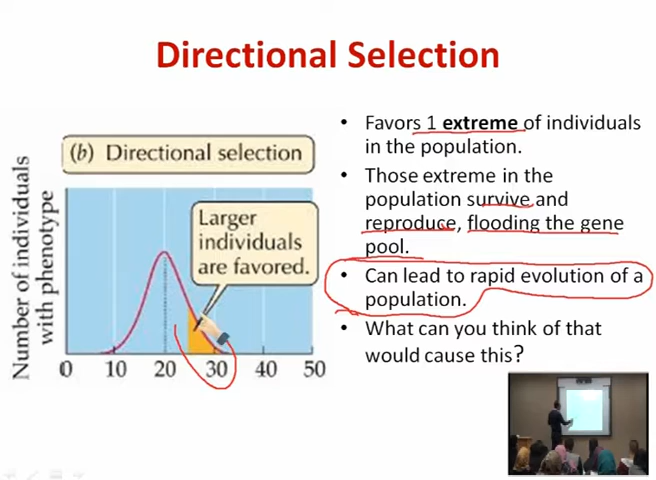 Directional Selection
(b) Directional selection
Number of individuals
with phenotype
Larger
individuals
are favored.
0 10 20 30 40 50
• Favors 1 extreme of individuals
in the population.
• Those extreme in the
population survive and
reproduce, flooding the gene
pool.
• Can lead to rapid evolution of a
population.
• What can you think of that
would cause this?